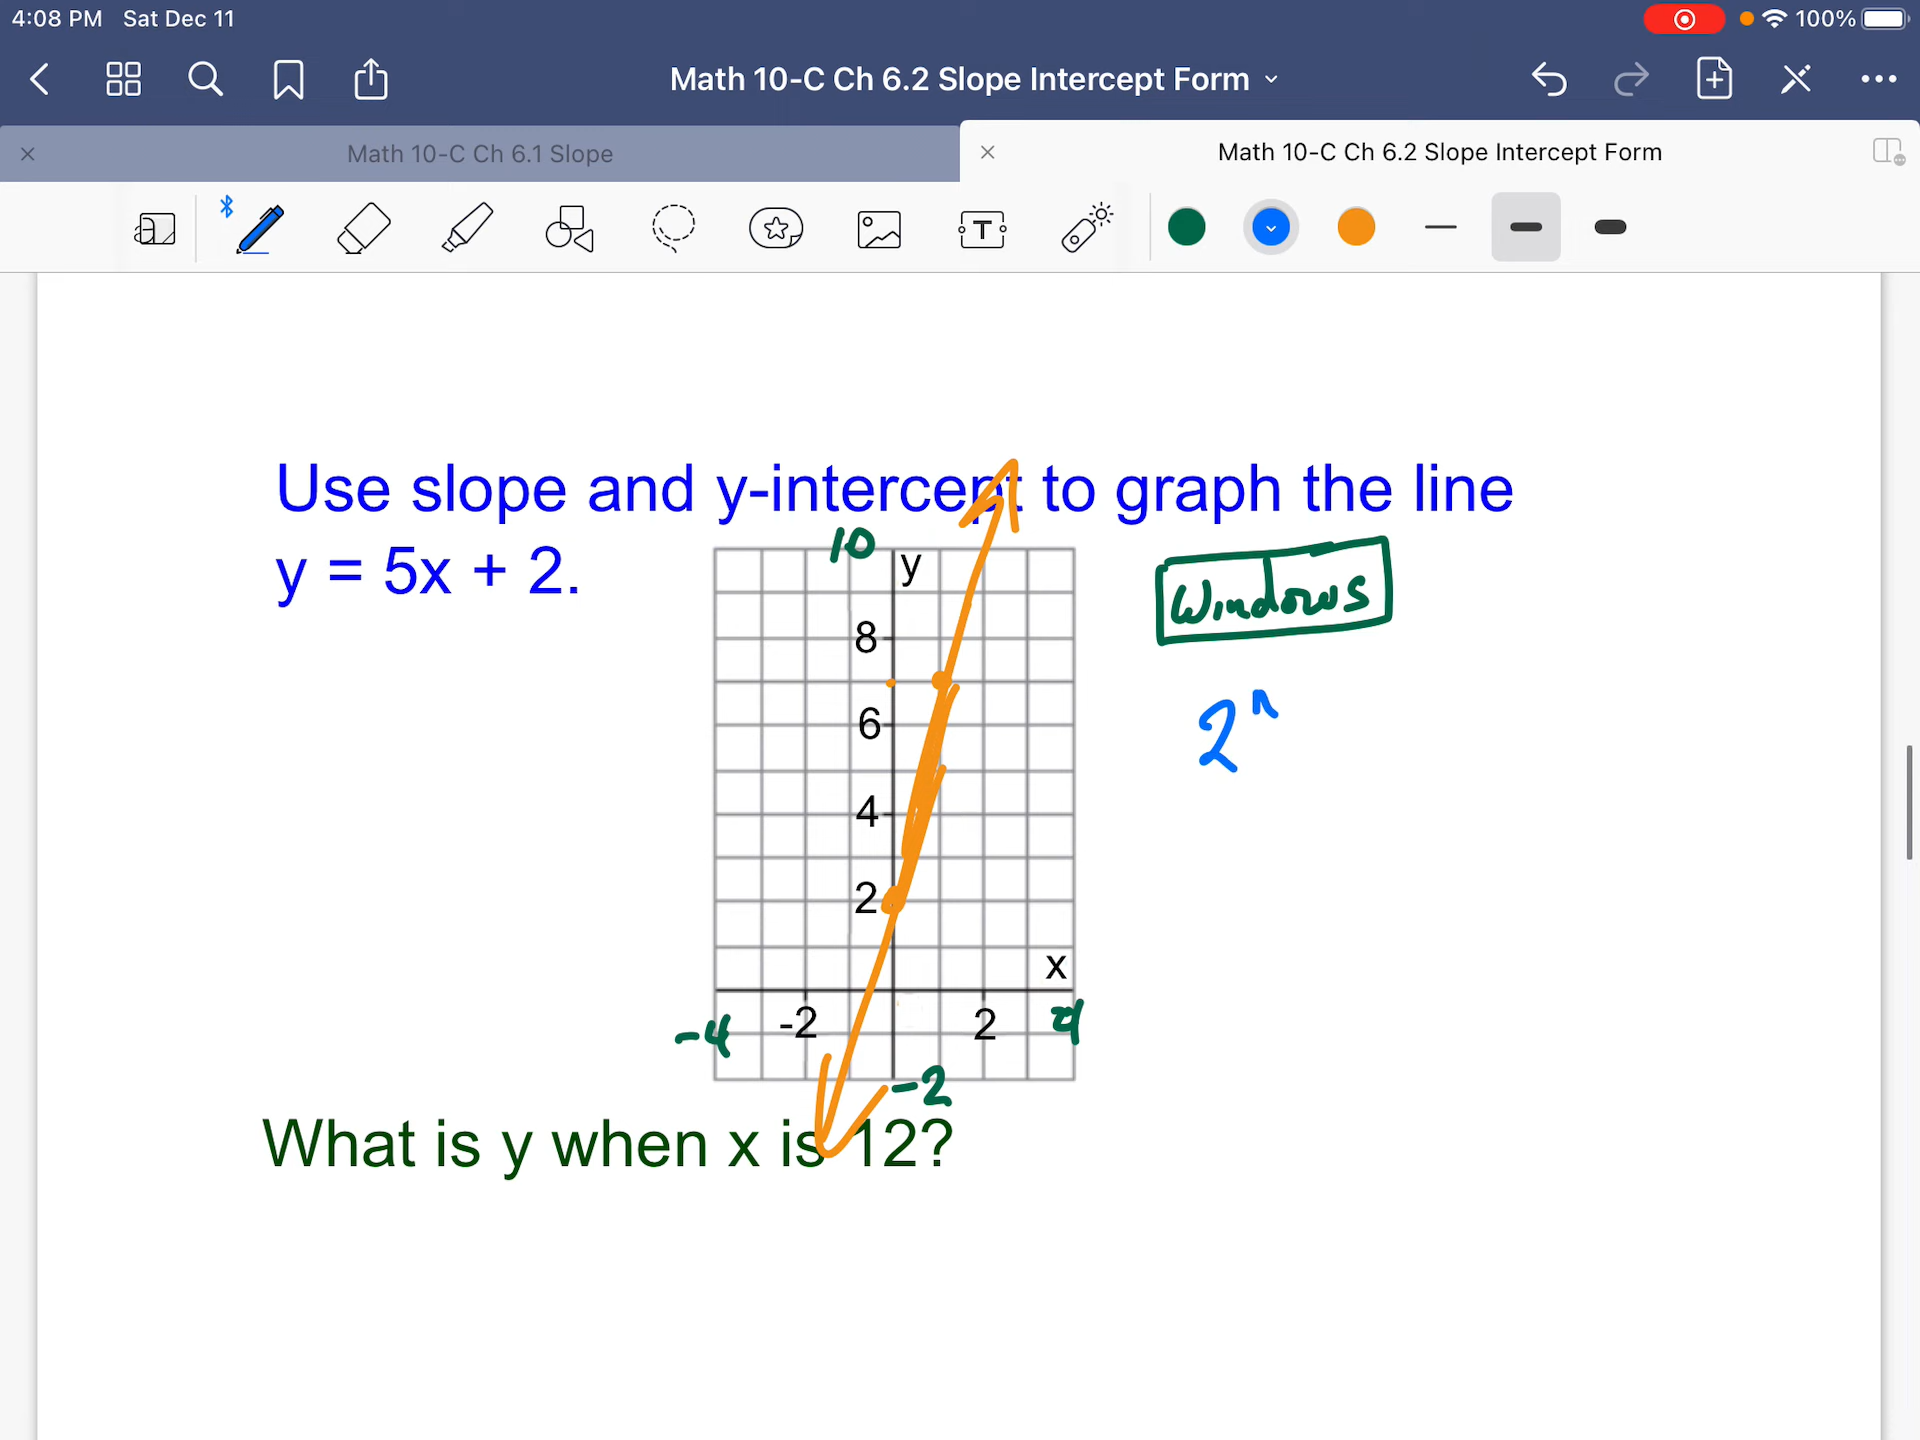 4:08 PM Sat Dec 11
100%
Math 10-C Ch 6.2 Slope Intercept Form
Math 10-C Ch 6.1 Slope
Math 10-C Ch 6.2 Slope Intercept Form
Use slope and y-intercept to graph the line
y = 5x + 2.
10
y
Windows
8
6
2
4
2
x
-4
-2
2
4
-2
What is y when x is 12?